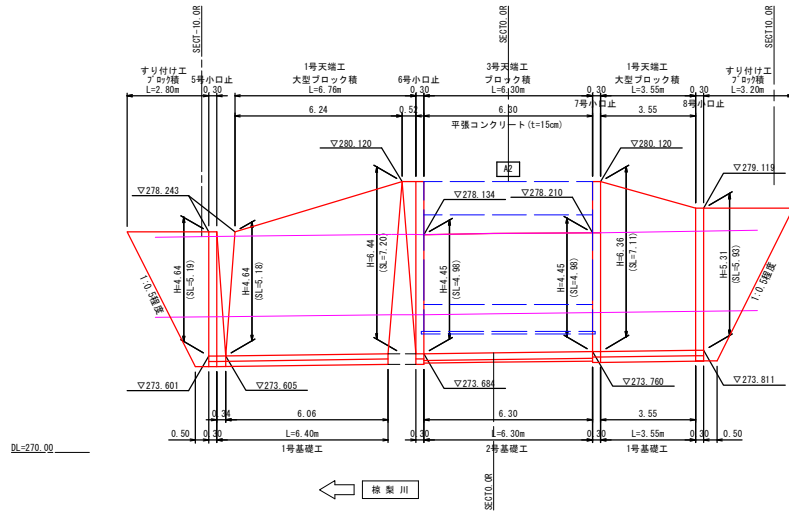 SECT-10.0R
SECT0.0R
SECT10.0R
すり付け工
ブロック積
L=2.80m
5号小口止
0.30
1号天端工
大型ブロック積
L=6.76m
6号小口止
0.30
3号天端工
ブロック積
L=6.30m
0.30
1号天端工
大型ブロック積
L=3.55m
0.30
すり付け工
ブロック積
L=3.20m
7号小口止
8号小口止
6.24
0.52
6.30
3.55
平張コンクリート(t=15cm)
▽280.120
▽280.120
▽279.119
A2
▽278.243
▽278.134
▽278.210
H=4.64
(SL=5.19)
H=4.64
(SL=5.18)
H=6.44
(SL=7.20)
H=4.45
(SL=4.98)
H=4.45
(SL=4.98)
H=6.36
(SL=7.11)
H=5.31
(SL=5.93)
1:0.5程度
1:0.5程度
▽273.601
▽273.605
▽273.684
▽273.760
▽273.811
0.34
6.06
6.30
3.55
0.50
0.30
L=6.40m
0.30
L=6.30m
0.30
L=3.55m
0.30
0.50
1号基礎工
2号基礎工
1号基礎工
DL=270.00
SECT0.0R
椋梨川